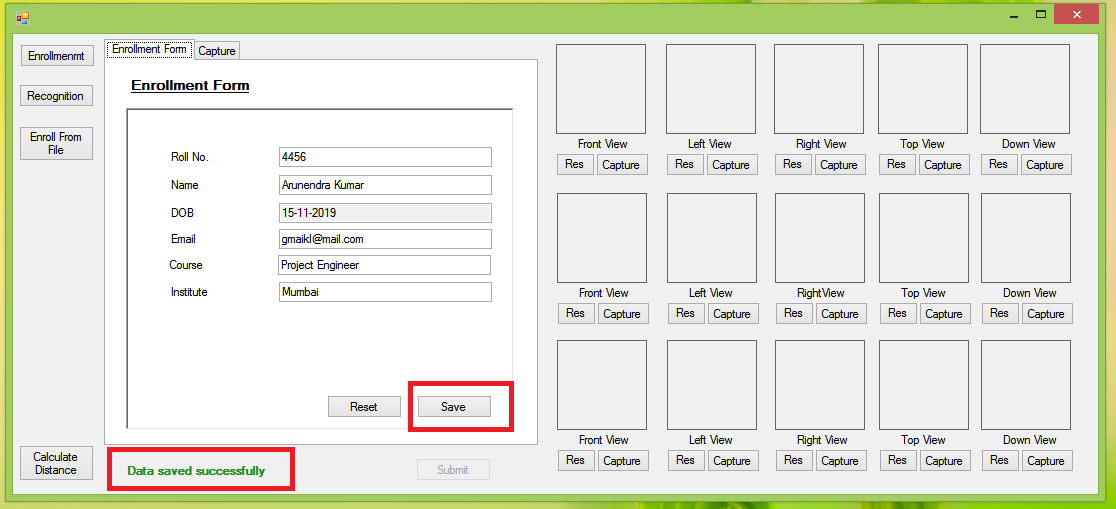 Enrollmenmt
Recognition
Enroll From
File
Calculate
Distance
Enrollment Form Capture
Enrollment Form
Roll No. 4456
Name Arunendra Kumar
DOB 15-11-2019
Email gmaikl@mail.com
Course Project Engineer
Institute Mumbai
Reset Save
Data saved successfully Submit
Front View Left View Right View Top View Down View
Res Capture Res Capture Res Capture Res Capture Res Capture
Front View Left View RightView Top View Down View
Res Capture Res Capture Res Capture Res Capture Res Capture
Front View Left View Right View Top View Down View
Res Capture Res Capture Res Capture Res Capture Res Capture